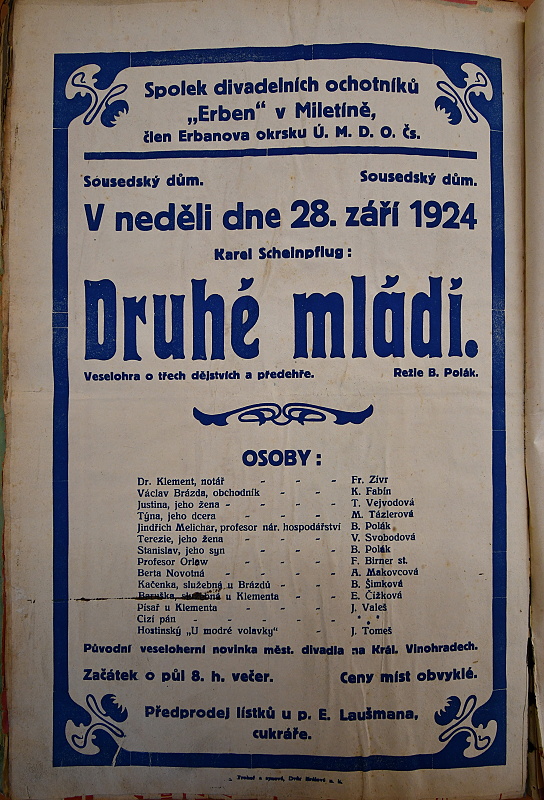 Spolek divadelních ochotníků
„Erben“ v Miletíně,
člen Erbanova okrsku Ú. M. D. O. čs.
Sousedský dům. Sousedský dům.
V neděli dne 28. září 1924
Karel Scheinpflug:
Druhé mládí.
Veselohra o třech dějstvích a předehře. Režie B. Polák.
OSOBY:
Dr. Klement, notář - - - Fr. Zívr
Václav Brázda, obchodník - - - K. Fabín
Justina, jeho žena - - - - T. Vejvodová
Týna, jeho dcera - - - M. Tázlerová
Jindřich Melichar, profesor nár. hospodářství B. Polák
Terezie, jeho žena - - - V. Svobodová
Stanislav, jeho syn - - - B. Polák
Profesor Orlow - - - F. Birner st.
Berta Novotná - - - - A. Makovcová
Kačenka, služebná u Brázdů - - - B. Šimková
Baruška, služebná u Klementa - - E. Čížková
Písař u Klementa - - - J. Valeš
Cizí pán - - - - - * * *
Hostinský „U modré volavky“ - - J. Tomeš
Původní veseloherní novinka měst. divadla na Král. Vinohradech.
Začátek o půl 8. h. večer. Ceny míst obvyklé.
Předprodej lístků u p. E. Laušmana,
cukráře.